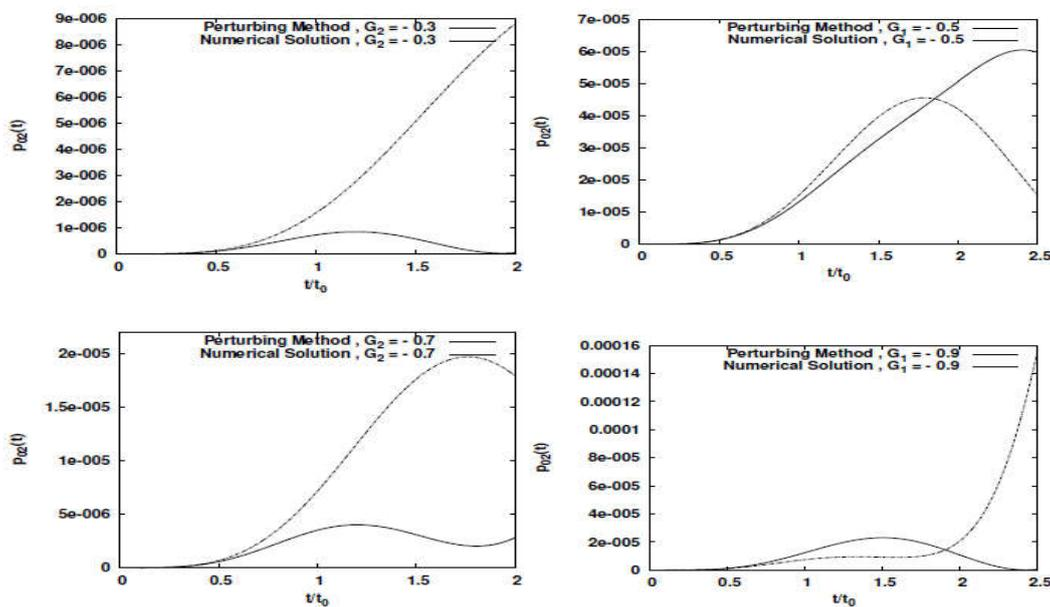 Perturbing Method , G2 = - 0.3
Numerical Solution , G2 = - 0.3
9e-006
8e-006
7e-006
6e-006
5e-006
4e-006
3e-006
2e-006
1e-006
0
p02(t)
0 0.5 1 1.5 2
t/t0
Perturbing Method , G1 = - 0.5
Numerical Solution , G1 = - 0.5
7e-005
6e-005
5e-005
4e-005
3e-005
2e-005
1e-005
0
p02(t)
0 0.5 1 1.5 2 2.5
t/t0
Perturbing Method , G2 = - 0.7
Numerical Solution , G2 = - 0.7
2e-005
1.5e-005
1e-005
5e-006
0
p02(t)
0 0.5 1 1.5 2
t/t0
Perturbing Method , G1 = - 0.9
Numerical Solution , G1 = - 0.9
0.00016
0.00014
0.00012
0.0001
8e-005
6e-005
4e-005
2e-005
0
p02(t)
0 0.5 1 1.5 2 2.5
t/t0